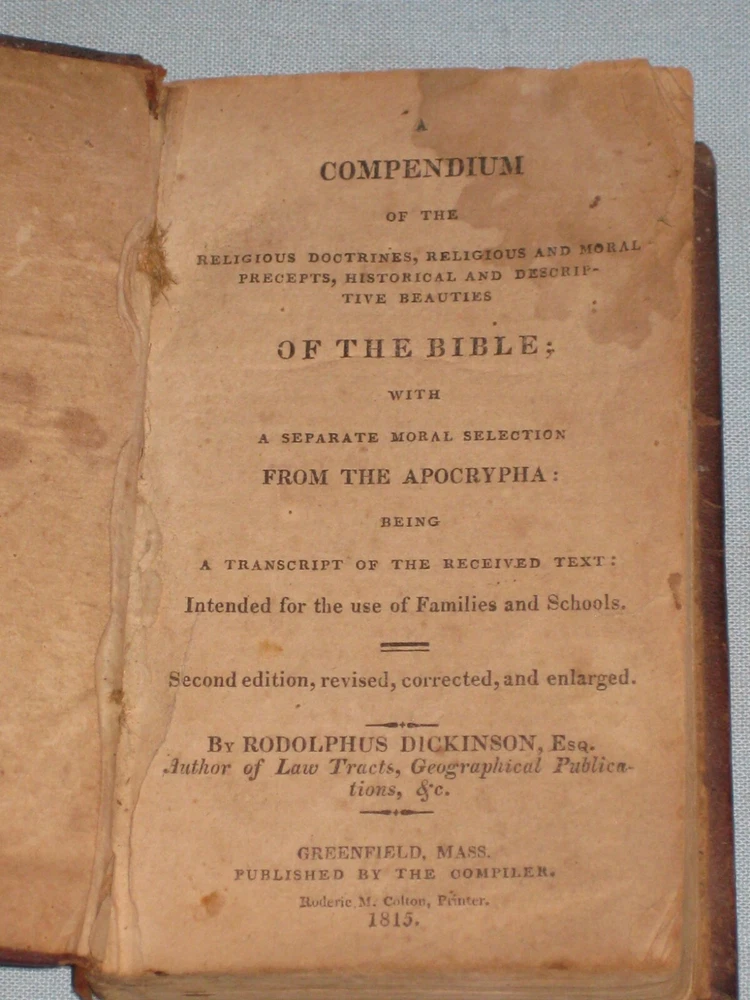 A
COMPENDIUM
OF THE
RELIGIOUS DOCTRINES, RELIGIOUS AND MORAL
PRECEPTS, HISTORICAL AND DESCRIP-
TIVE BEAUTIES
OF THE BIBLE;
WITH
A SEPARATE MORAL SELECTION
FROM THE APOCRYPHA:
BEING
A TRANSCRIPT OF THE RECEIVED TEXT:
Intended for the use of Families and Schools.
Second edition, revised, corrected, and enlarged.
By RODOLPHUS DICKINSON, Esq.
Author of Law Tracts, Geographical Publica-
tions, &c.
GREENFIELD, MASS.
PUBLISHED BY THE COMPILER.
Roderic M. Colton, Printer.
1815.